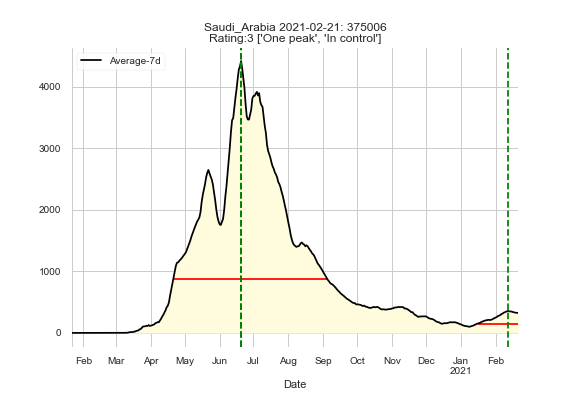 Saudi_Arabia 2021-02-21: 375006
Rating:3 ['One peak', 'In control']
Average-7d
4000
3000
2000
1000
0
Feb Mar Apr May Jun Jul Aug Sep Oct Nov Dec Jan Feb
2021
Date